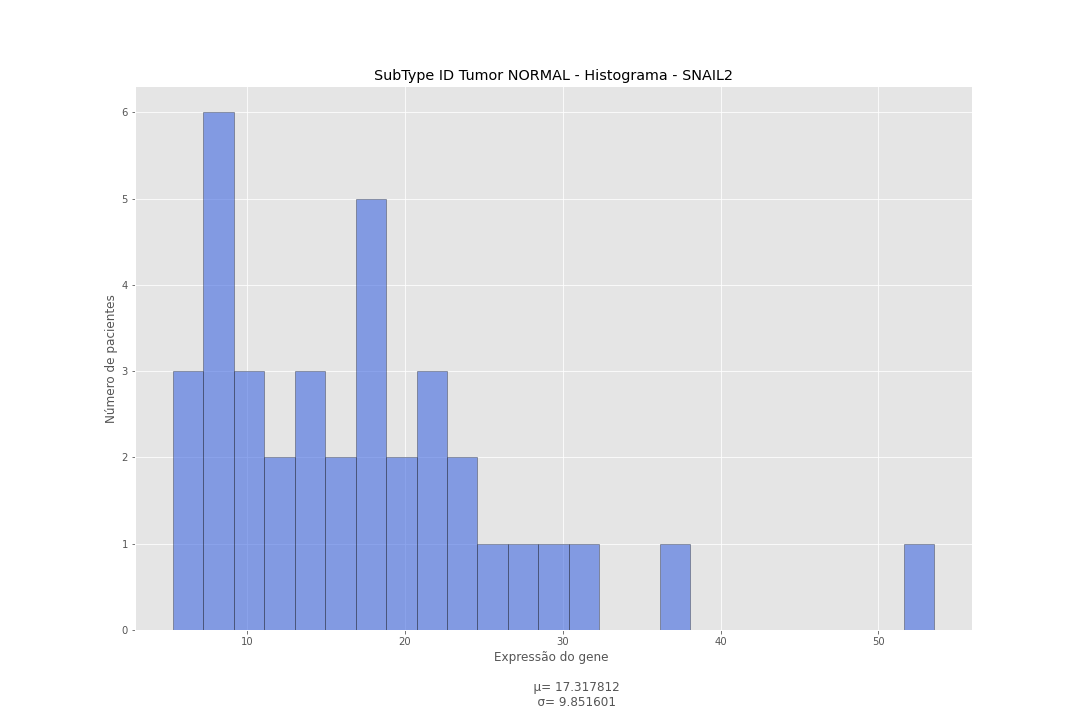 SubType ID Tumor NORMAL - Histograma - SNAIL2
Número de pacientes
6
5
4
3
2
1
0
10 20 30 40 50
Expressão do gene
μ= 17.317812
σ= 9.851601